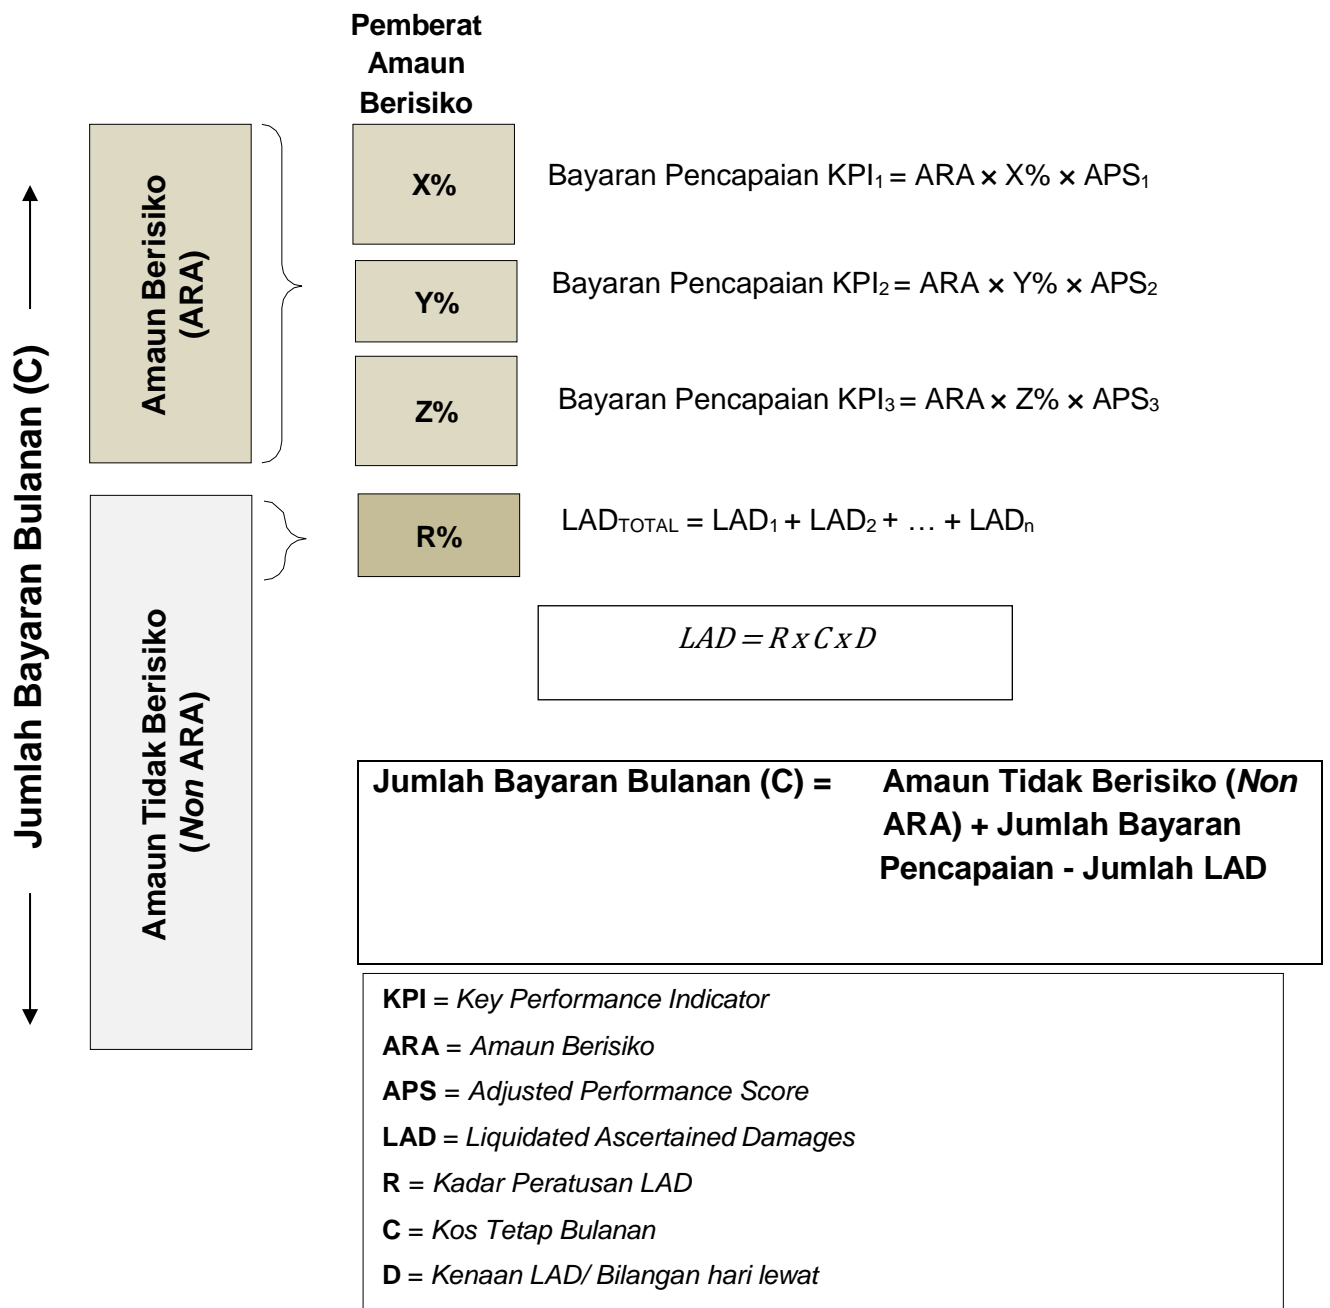 Pemberat
Amaun
Berisiko
Jumlah Bayaran Bulanan (C)
Amaun Berisiko
(ARA)
X%
Bayaran Pencapaian KPI₁ = ARA × X% × APS₁
Y%
Bayaran Pencapaian KPI₂ = ARA × Y% × APS₂
Z%
Bayaran Pencapaian KPI₃ = ARA × Z% × APS₃
Amaun Tidak Berisiko
(Non ARA)
R%
LAD_TOTAL = LAD₁ + LAD₂ + … + LADₙ
LAD = R x C x D
Jumlah Bayaran Bulanan (C) = Amaun Tidak Berisiko (Non
ARA) + Jumlah Bayaran
Pencapaian - Jumlah LAD
KPI = Key Performance Indicator
ARA = Amaun Berisiko
APS = Adjusted Performance Score
LAD = Liquidated Ascertained Damages
R = Kadar Peratusan LAD
C = Kos Tetap Bulanan
D = Kenaan LAD/ Bilangan hari lewat